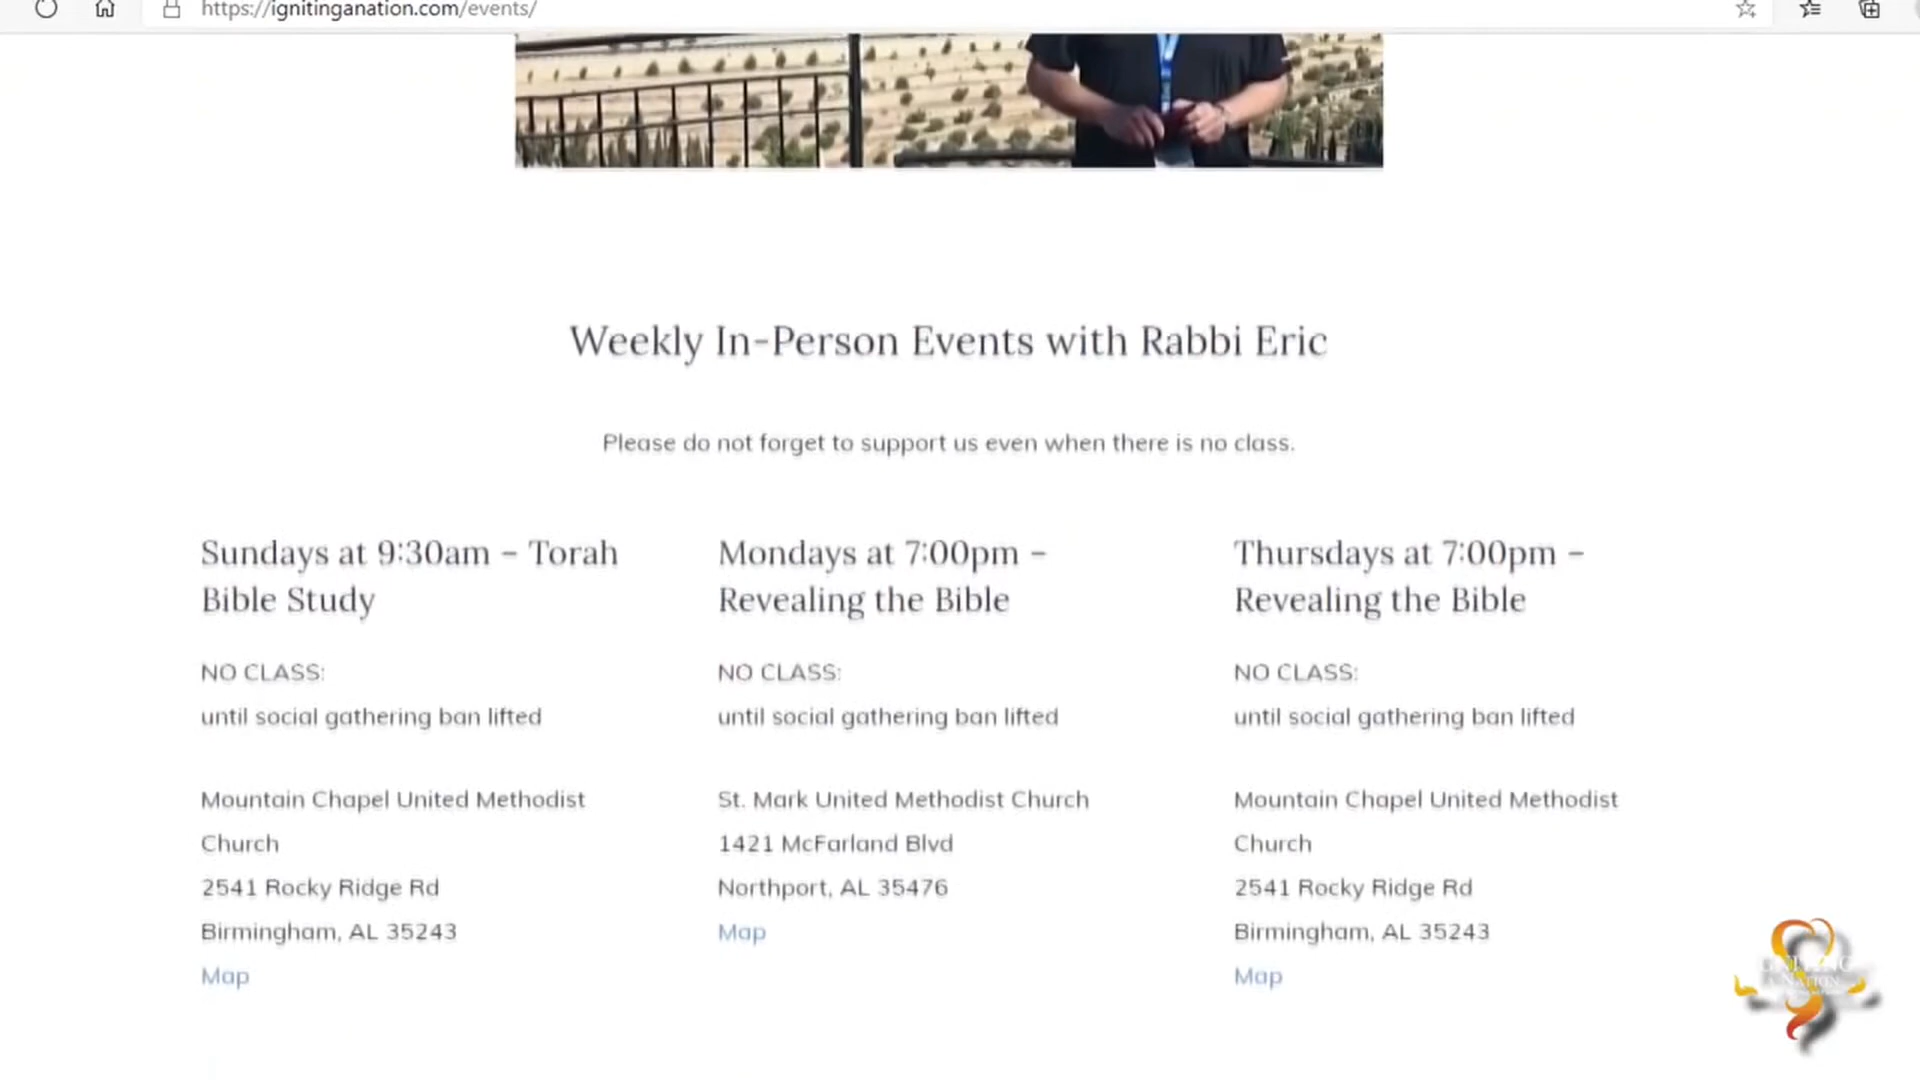 https://ignitinganation.com/events/
Weekly In-Person Events with Rabbi Eric
Please do not forget to support us even when there is no class.
Sundays at 9:30am – Torah
Bible Study
NO CLASS:
until social gathering ban lifted
Mountain Chapel United Methodist
Church
2541 Rocky Ridge Rd
Birmingham, AL 35243
Map
Mondays at 7:00pm –
Revealing the Bible
NO CLASS:
until social gathering ban lifted
St. Mark United Methodist Church
1421 McFarland Blvd
Northport, AL 35476
Map
Thursdays at 7:00pm –
Revealing the Bible
NO CLASS:
until social gathering ban lifted
Mountain Chapel United Methodist
Church
2541 Rocky Ridge Rd
Birmingham, AL 35243
Map
IGNITING
A NATION